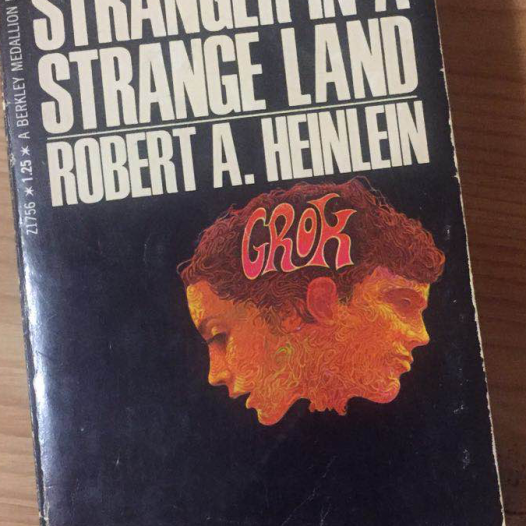 STRANGER IN A
STRANGE LAND
ROBERT A. HEINLEIN
GROK
Z1756 * 1.25 * A BERKLEY MEDALLION